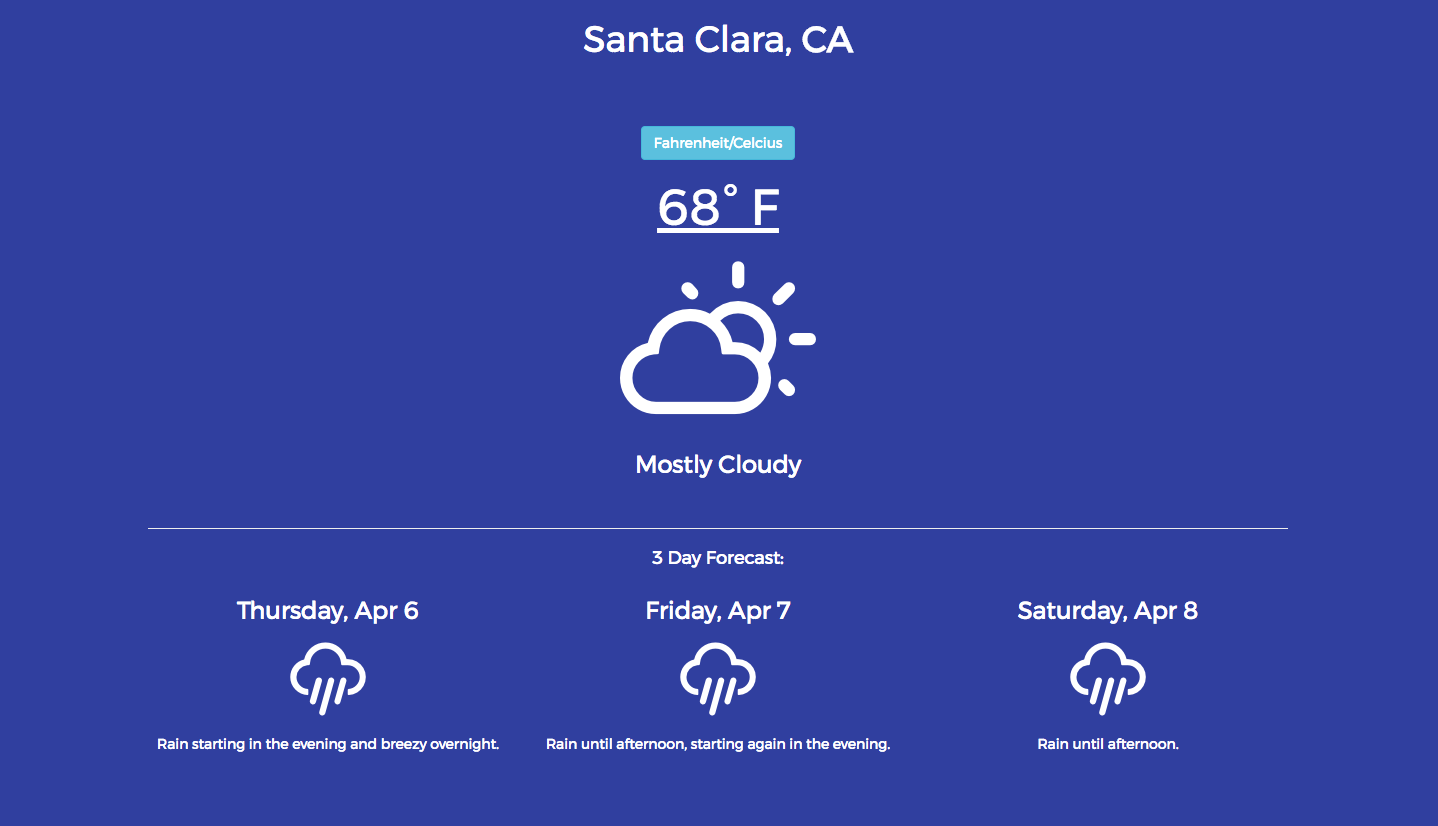 Santa Clara, CA
Fahrenheit/Celcius
68° F
Mostly Cloudy
3 Day Forecast:
Thursday, Apr 6
Friday, Apr 7
Saturday, Apr 8
Rain starting in the evening and breezy overnight.
Rain until afternoon, starting again in the evening.
Rain until afternoon.